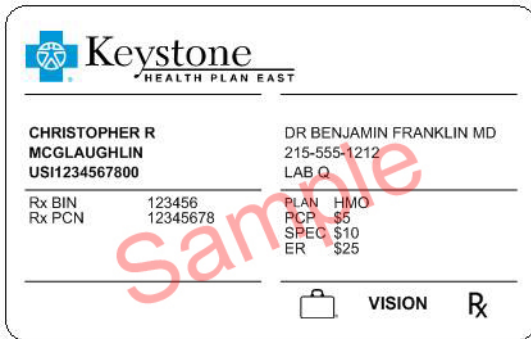 Keystone
HEALTH PLAN EAST
CHRISTOPHER R
MCGLAUGHLIN
USI1234567800
DR BENJAMIN FRANKLIN MD
215-555-1212
LAB Q
Rx BIN 123456
Rx PCN 12345678
PLAN HMO
PCP $5
SPEC $10
ER $25
Sample
VISION
Rx